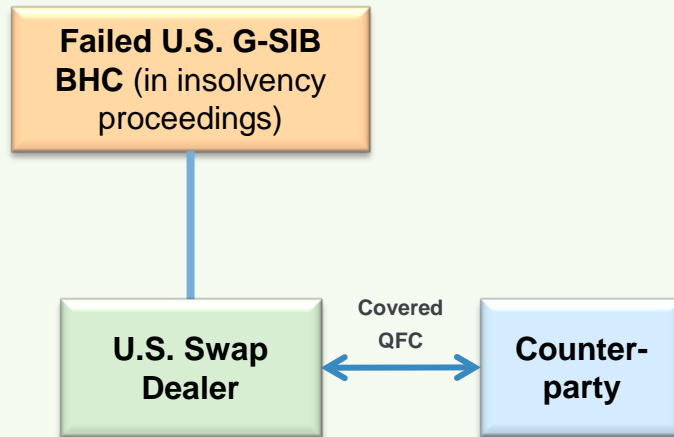 Failed U.S. G-SIB
BHC (in insolvency
proceedings)
Covered
QFC
U.S. Swap
Dealer
Counter-
party